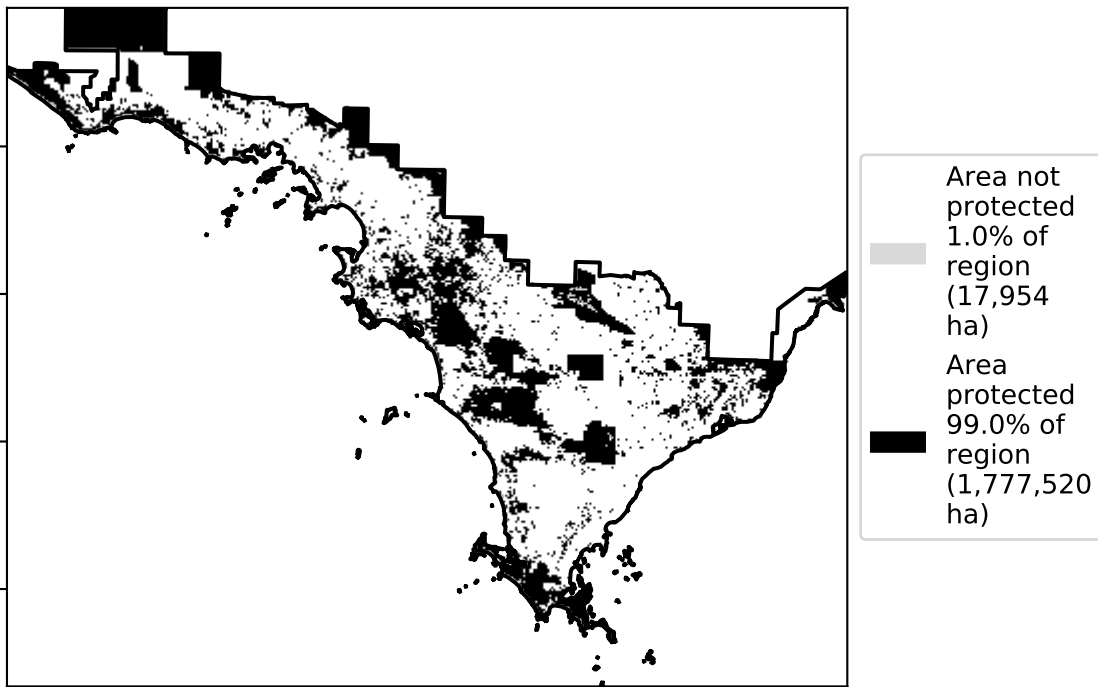 Area not
protected
1.0% of
region
(17,954
ha)
Area
protected
99.0% of
region
(1,777,520
ha)